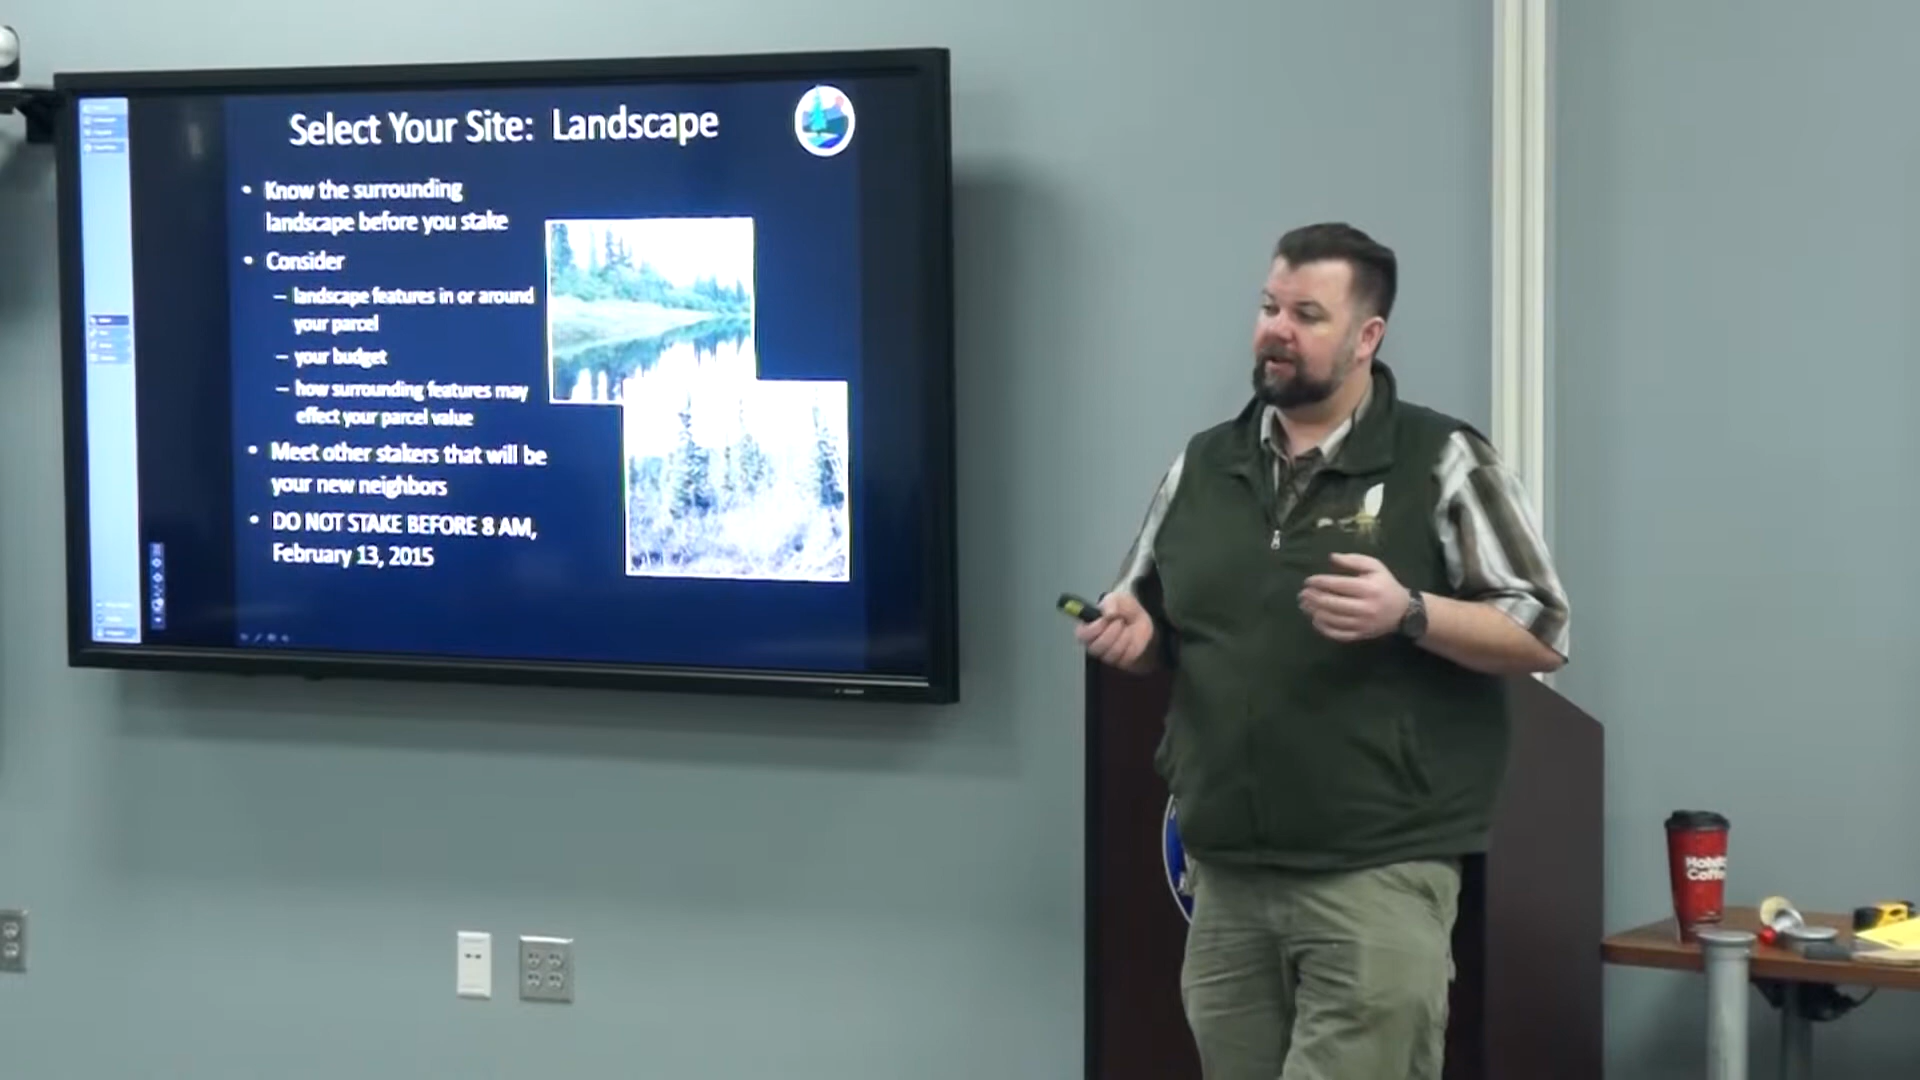 Select Your Site: Landscape
• Know the surrounding
landscape before you stake
• Consider
– landscape features in or around
your parcel
– your budget
– how surrounding features may
effect your parcel value
• Meet other stakers that will be
your new neighbors
• DO NOT STAKE BEFORE 8 AM,
February 13, 2015